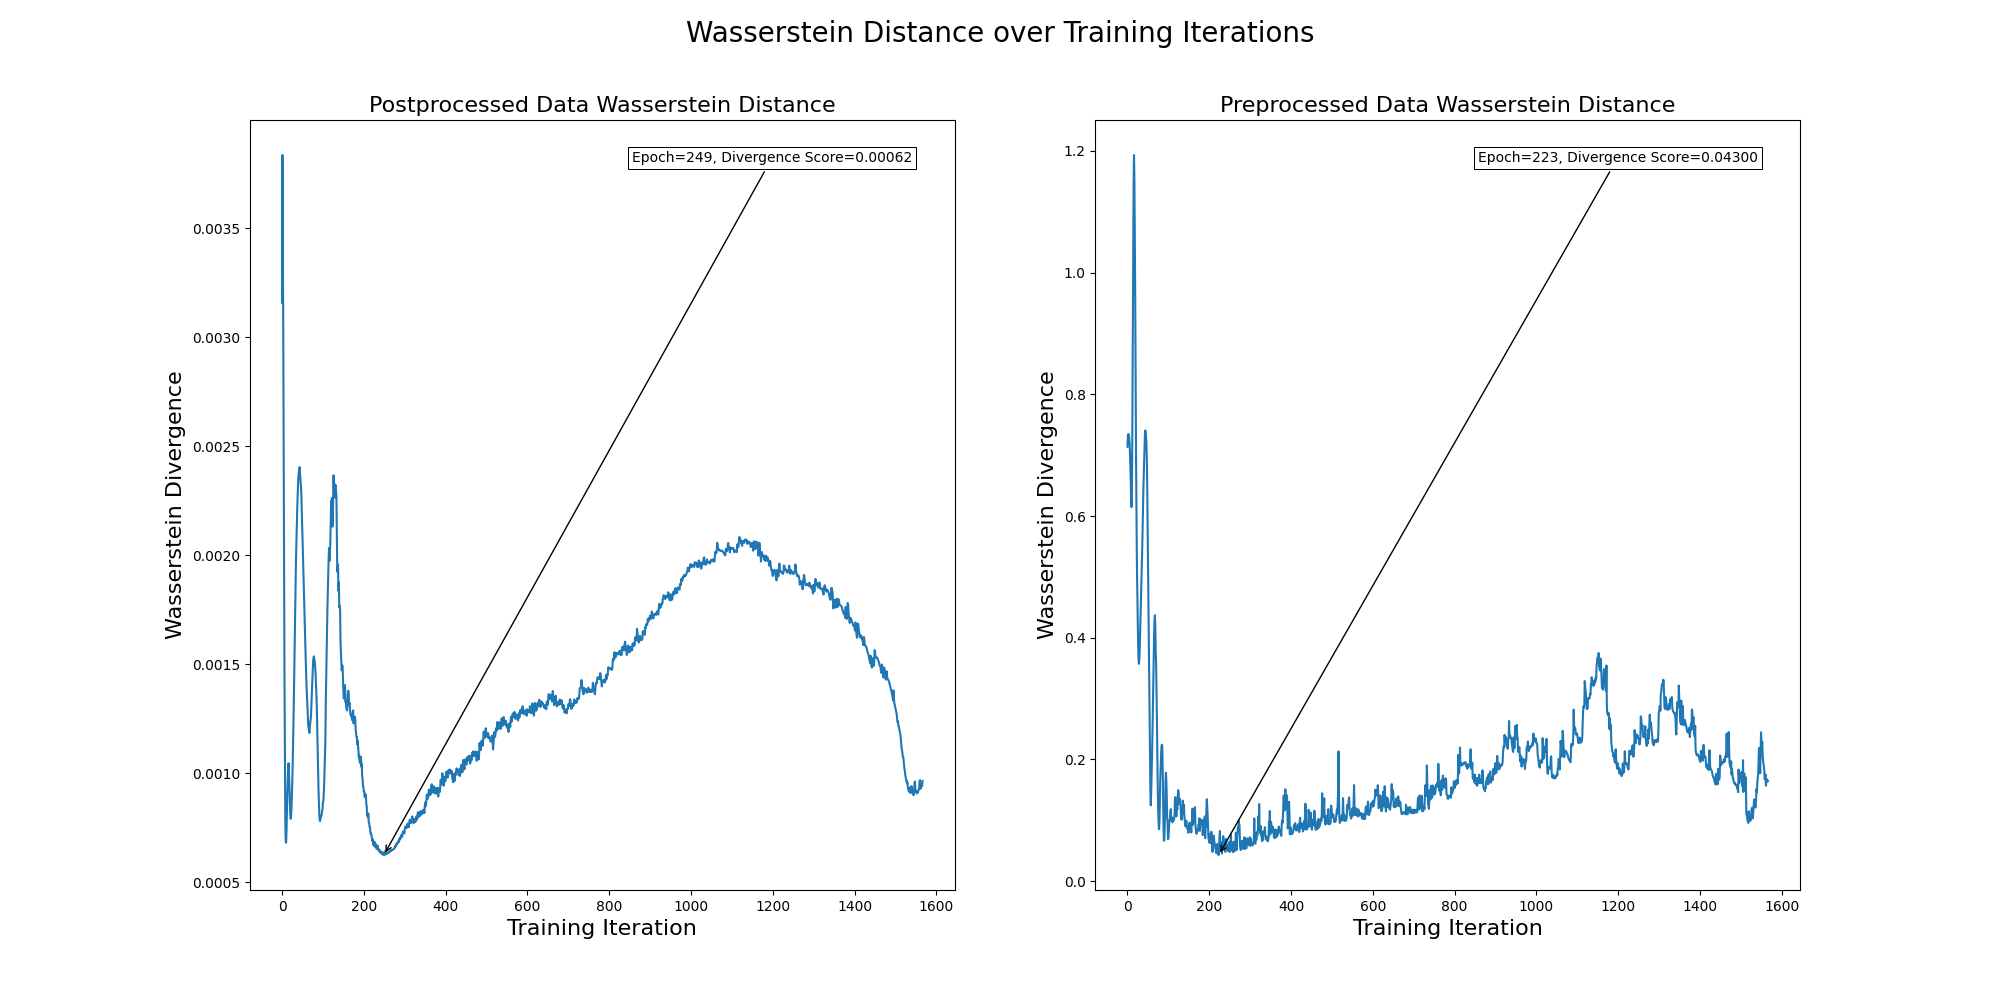 Wasserstein Distance over Training Iterations
Postprocessed Data Wasserstein Distance
Epoch=249, Divergence Score=0.00062
Wasserstein Divergence
0.0035
0.0030
0.0025
0.0020
0.0015
0.0010
0.0005
0 200 400 600 800 1000 1200 1400 1600
Training Iteration
Preprocessed Data Wasserstein Distance
Epoch=223, Divergence Score=0.04300
Wasserstein Divergence
1.2
1.0
0.8
0.6
0.4
0.2
0.0
0 200 400 600 800 1000 1200 1400 1600
Training Iteration